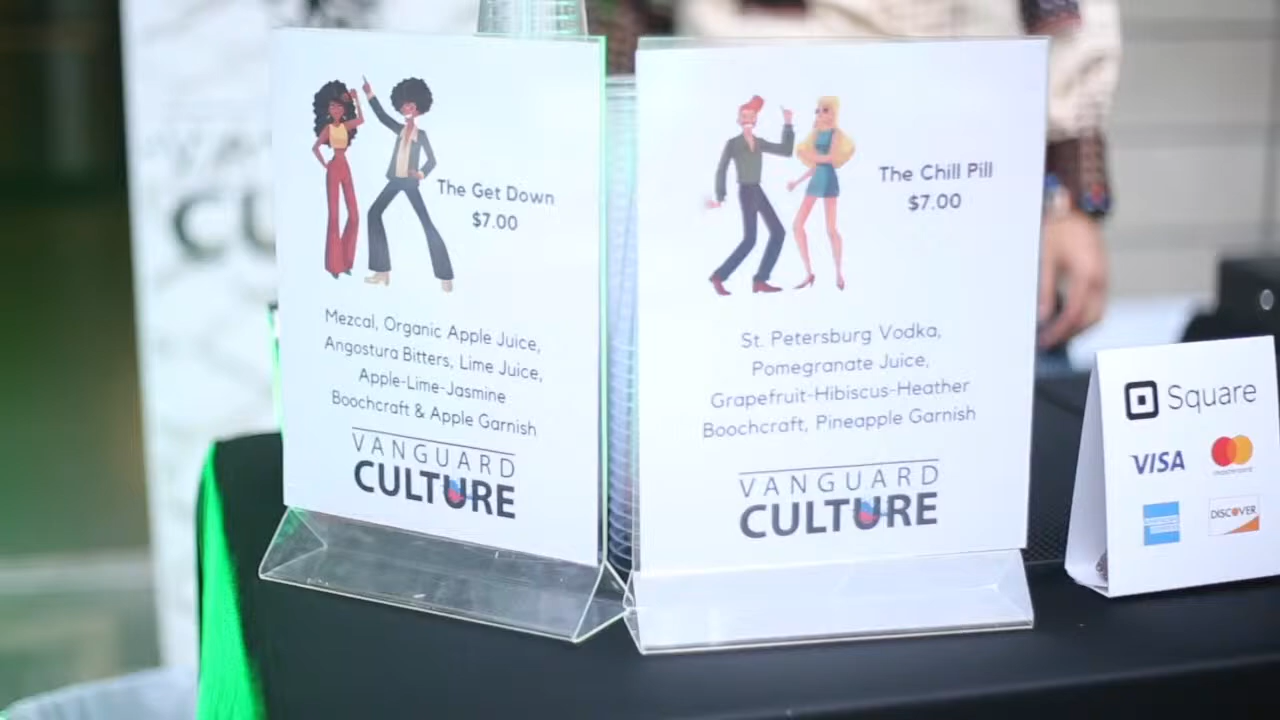 The Get Down
$7.00
Mezcal, Organic Apple Juice,
Angostura Bitters, Lime Juice,
Apple-Lime-Jasmine
Boochcraft & Apple Garnish
VANGUARD
CULTURE
The Chill Pill
$7.00
St. Petersburg Vodka,
Pomegranate Juice,
Grapefruit-Hibiscus-Heather
Boochcraft, Pineapple Garnish
VANGUARD
CULTURE
Square
VISA
mastercard
DISCOVER